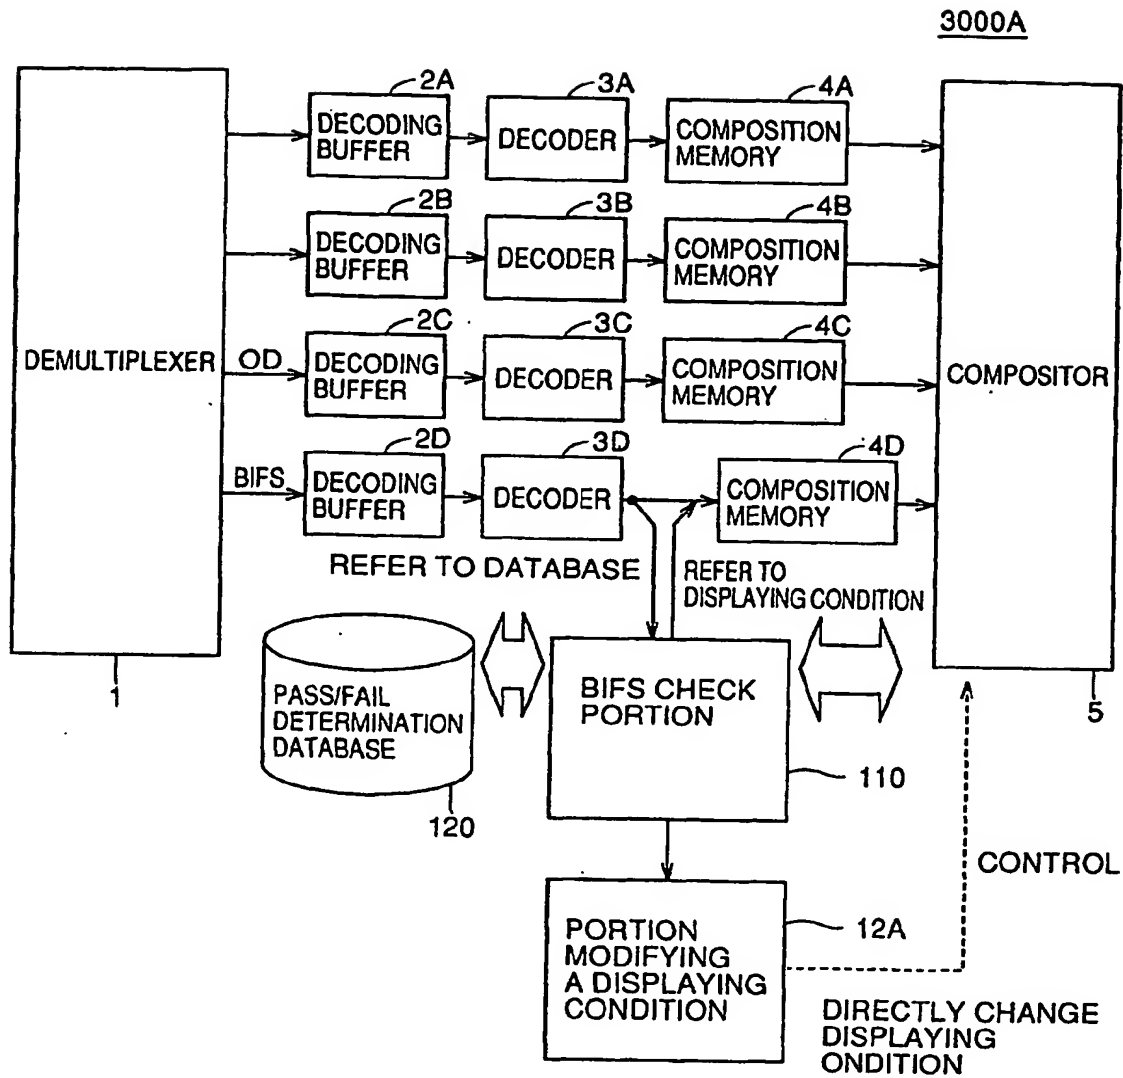 3000A
2A
3A
4A
DECODING
BUFFER
DECODER
COMPOSITION
MEMORY
2B
3B
4B
DECODING
BUFFER
DECODER
COMPOSITION
MEMORY
2C
3C
4C
DEMULTIPLEXER
OD
DECODING
BUFFER
DECODER
COMPOSITION
MEMORY
COMPOSITOR
2D
3D
4D
BIFS
DECODING
BUFFER
DECODER
COMPOSITION
MEMORY
REFER TO DATABASE
REFER TO
DISPLAYING CONDITION
1
5
PASS/FAIL
DETERMINATION
DATABASE
120
BIFS CHECK
PORTION
110
CONTROL
PORTION
MODIFYING
A DISPLAYING
CONDITION
12A
DIRECTLY CHANGE
DISPLAYING
ONDITION